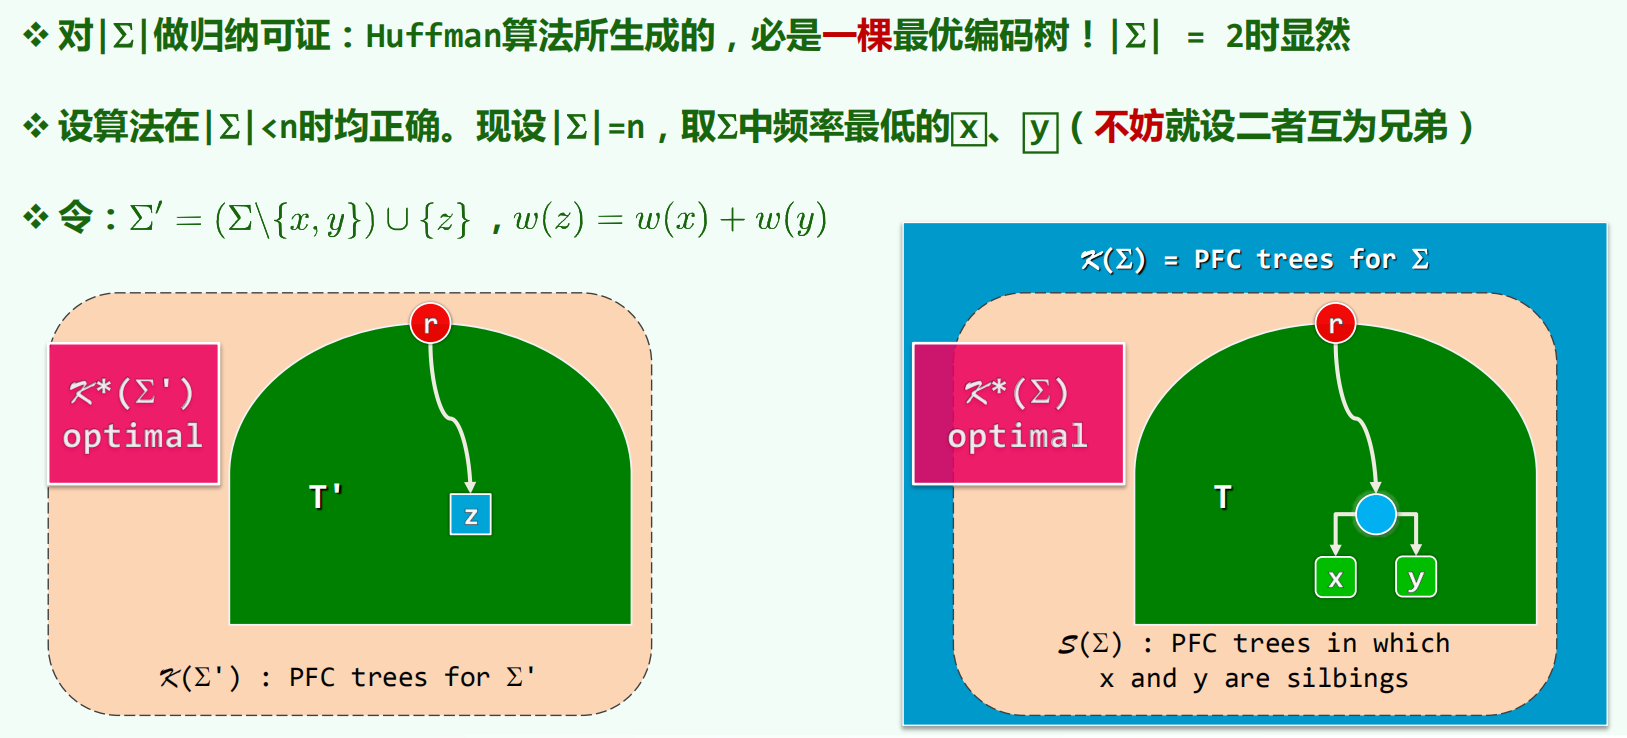 ❖ 对|Σ|做归纳可证：Huffman算法所生成的，必是一棵最优编码树！|Σ| = 2时显然
❖ 设算法在|Σ|<n时均正确。现设|Σ|=n，取Σ中频率最低的x、y（不妨就设二者互为兄弟）
❖ 令：Σ′ = (Σ\{x, y}) ∪ {z} ，w(z) = w(x) + w(y)
r
𝒦*(Σ')
optimal
T'
z
𝒦(Σ') : PFC trees for Σ'
𝒦(Σ) = PFC trees for Σ
r
𝒦*(Σ)
optimal
T
x y
𝒮(Σ) : PFC trees in which
x and y are silbings